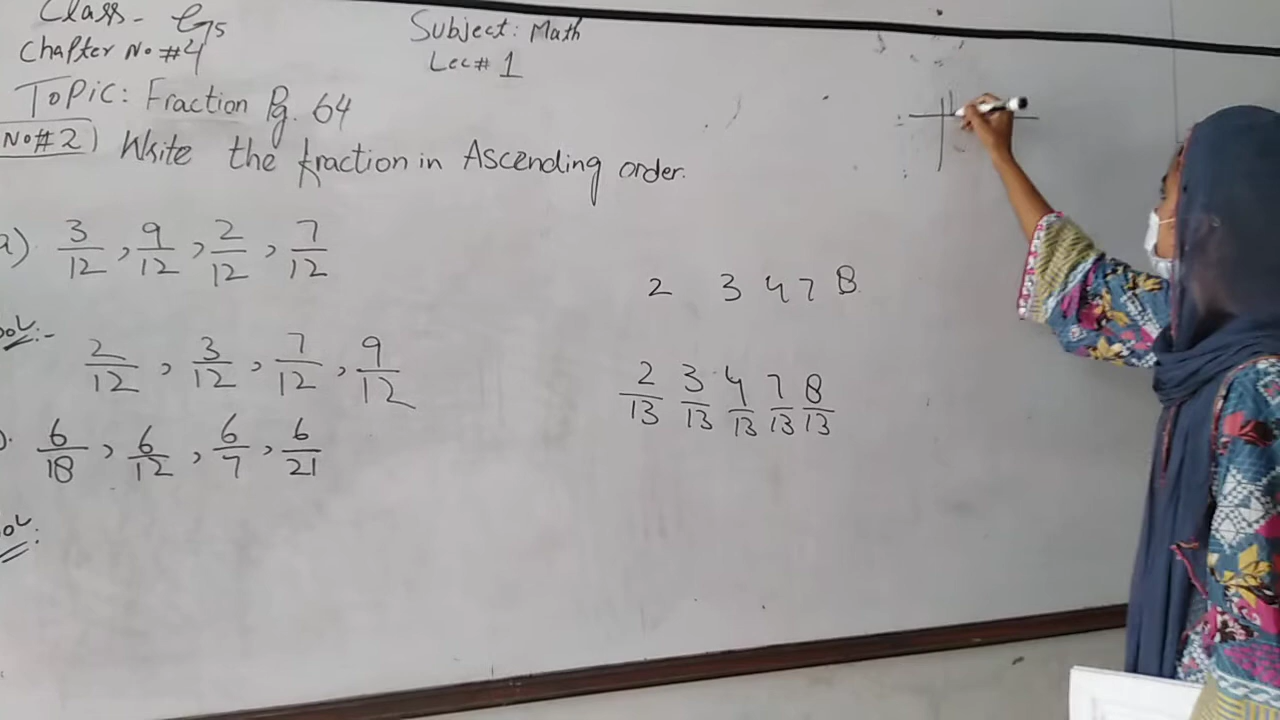 Class- G5
Subject: Math
Chapter No #4
Lec# 1
Topic: Fraction Pg. 64
No#2) Write the fraction in Ascending order.
a) 3/12, 9/12, 2/12, 7/12
2 3 4 7 8
Sol:-
2/12, 3/12, 7/12, 9/12
2/13 3/13 4/13 7/13 8/13
6/18, 6/12, 6/7, 6/21
Sol: